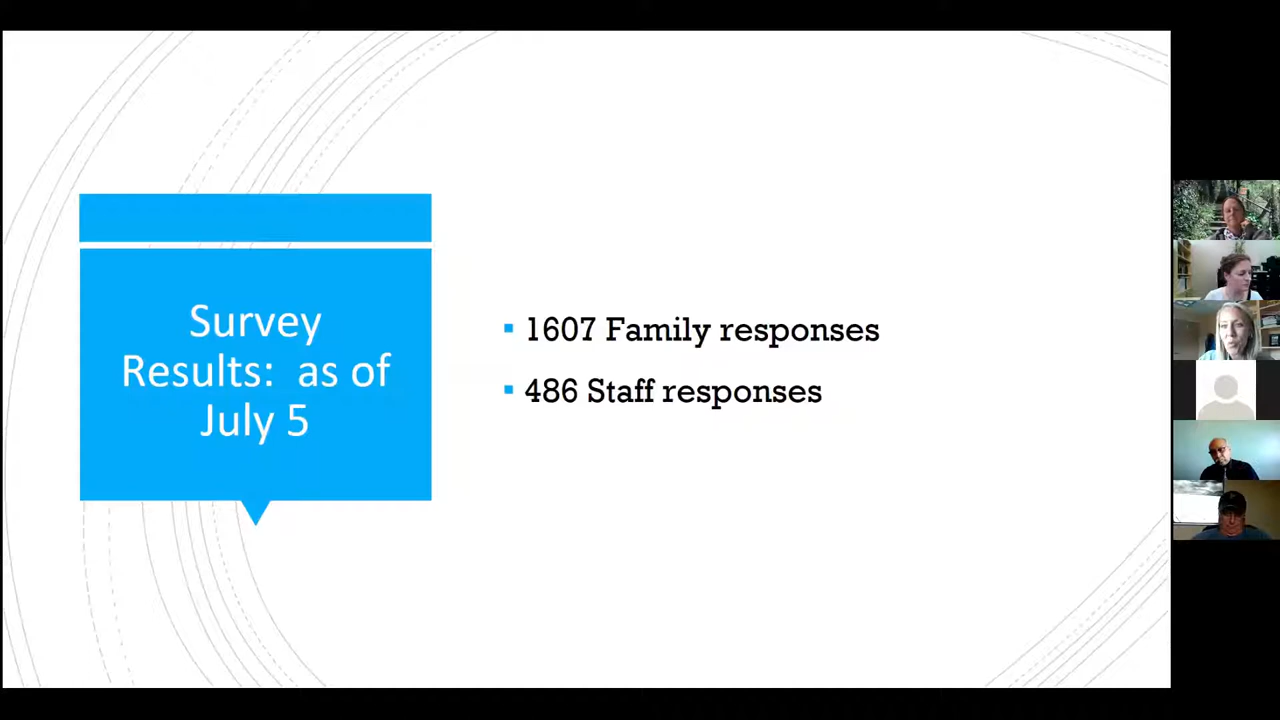 Survey
Results:  as of
July 5
1607 Family responses
486 Staff responses